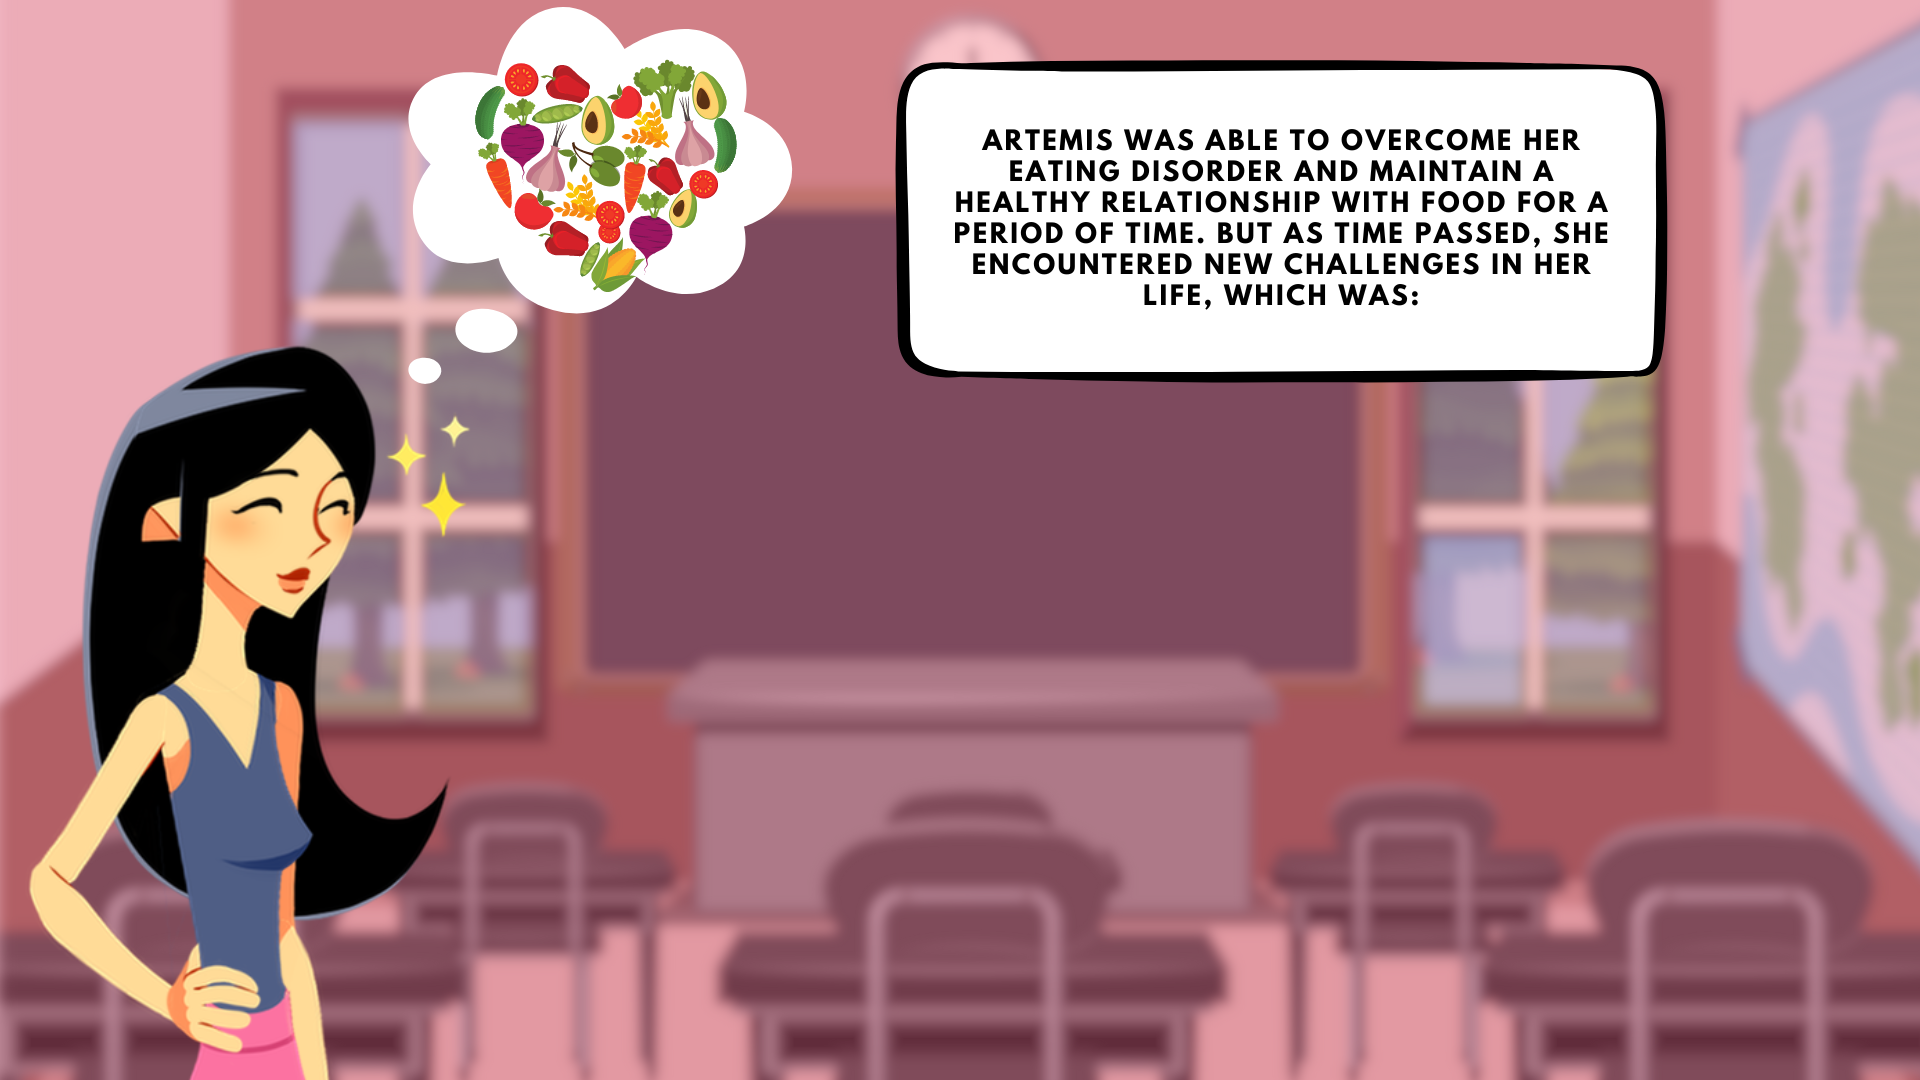 ARTEMIS WAS ABLE TO OVERCOME HER
EATING DISORDER AND MAINTAIN A
HEALTHY RELATIONSHIP WITH FOOD FOR A
PERIOD OF TIME. BUT AS TIME PASSED, SHE
ENCOUNTERED NEW CHALLENGES IN HER
LIFE, WHICH WAS: